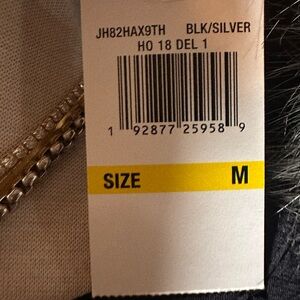 JH82HAX9TH BLK/SILVER
HO 18 DEL 1
1 92877 25958 9
SIZE M